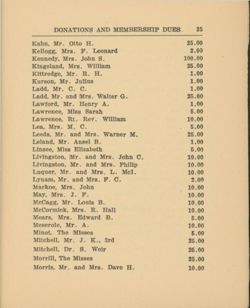 DONATIONS AND MEMBERSHIP DUES 35
Kahn, Mr. Otto H. 25.00
Kellogg, Mrs. F. Leonard 2.00
Kennedy, Mrs. John S. 100.00
Kingsland, Mrs. William 25.00
Kittredge, Mr. R. H. 1.00
Kurson, Mr. Julius 1.00
Ladd, Mr. C. C. 1.00
Ladd, Mr. and Mrs. Walter G. 25.00
Lawford, Mr. Henry A. 1.00
Lawrence, Miss Sarah 5.00
Lawrence, Rt. Rev. William 10.00
Lea, Mrs. M. C. 5.00
Leeds, Mr. and Mrs. Warner M. 25.00
Leland, Mr. Ansel B. 1.00
Linsee, Miss Elizabeth 5.00
Livingston, Mr. and Mrs. John C. 10.00
Livingston, Mr. and Mrs. Philip 10.00
Luquer, Mr. and Mrs. L. McI. 10.00
Lynam, Mr. and Mrs. F. C. 2.00
Markoe, Mrs. John 10.00
May, Mrs. J. F. 10.00
McCagg, Mr. Louis B. 10.00
McCormick, Mrs. R. Hall 10.00
Mears, Mrs. Edward B. 5.00
Meserole, Mr. A. 10.00
Minot, The Misses 5.00
Mitchell, Mr. J. K., 3rd 25.00
Mitchell, Dr. S. Weir 25.00
Morrill, The Misses 25.00
Morris, Mr. and Mrs. Dave H. 10.00